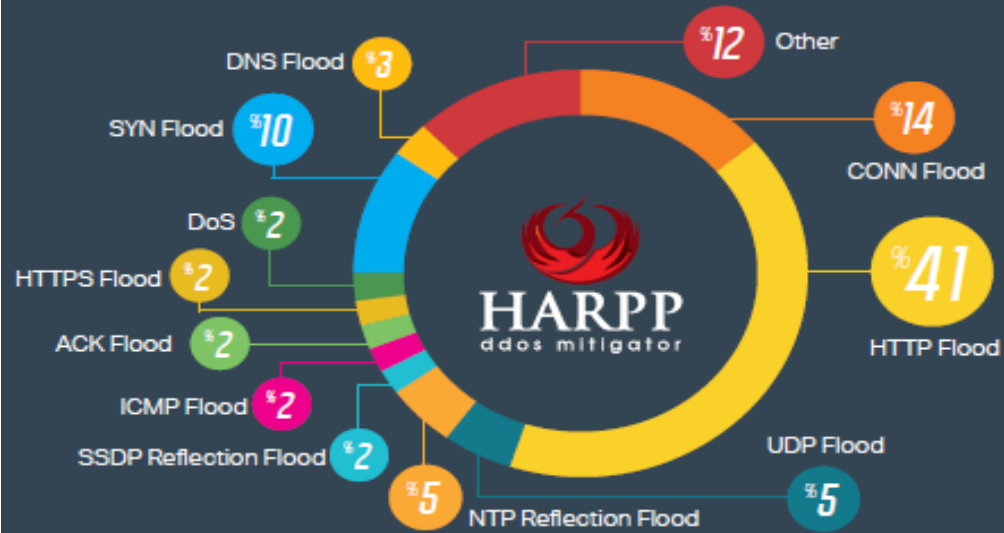 %12 Other
DNS Flood %3
%14
CONN Flood
SYN Flood %10
DoS %2
HTTPS Flood %2
%41
HTTP Flood
HARPP
ddos mitigator
ACK Flood %2
ICMP Flood %2
SSDP Reflection Flood %2
UDP Flood
%5
%5
NTP Reflection Flood